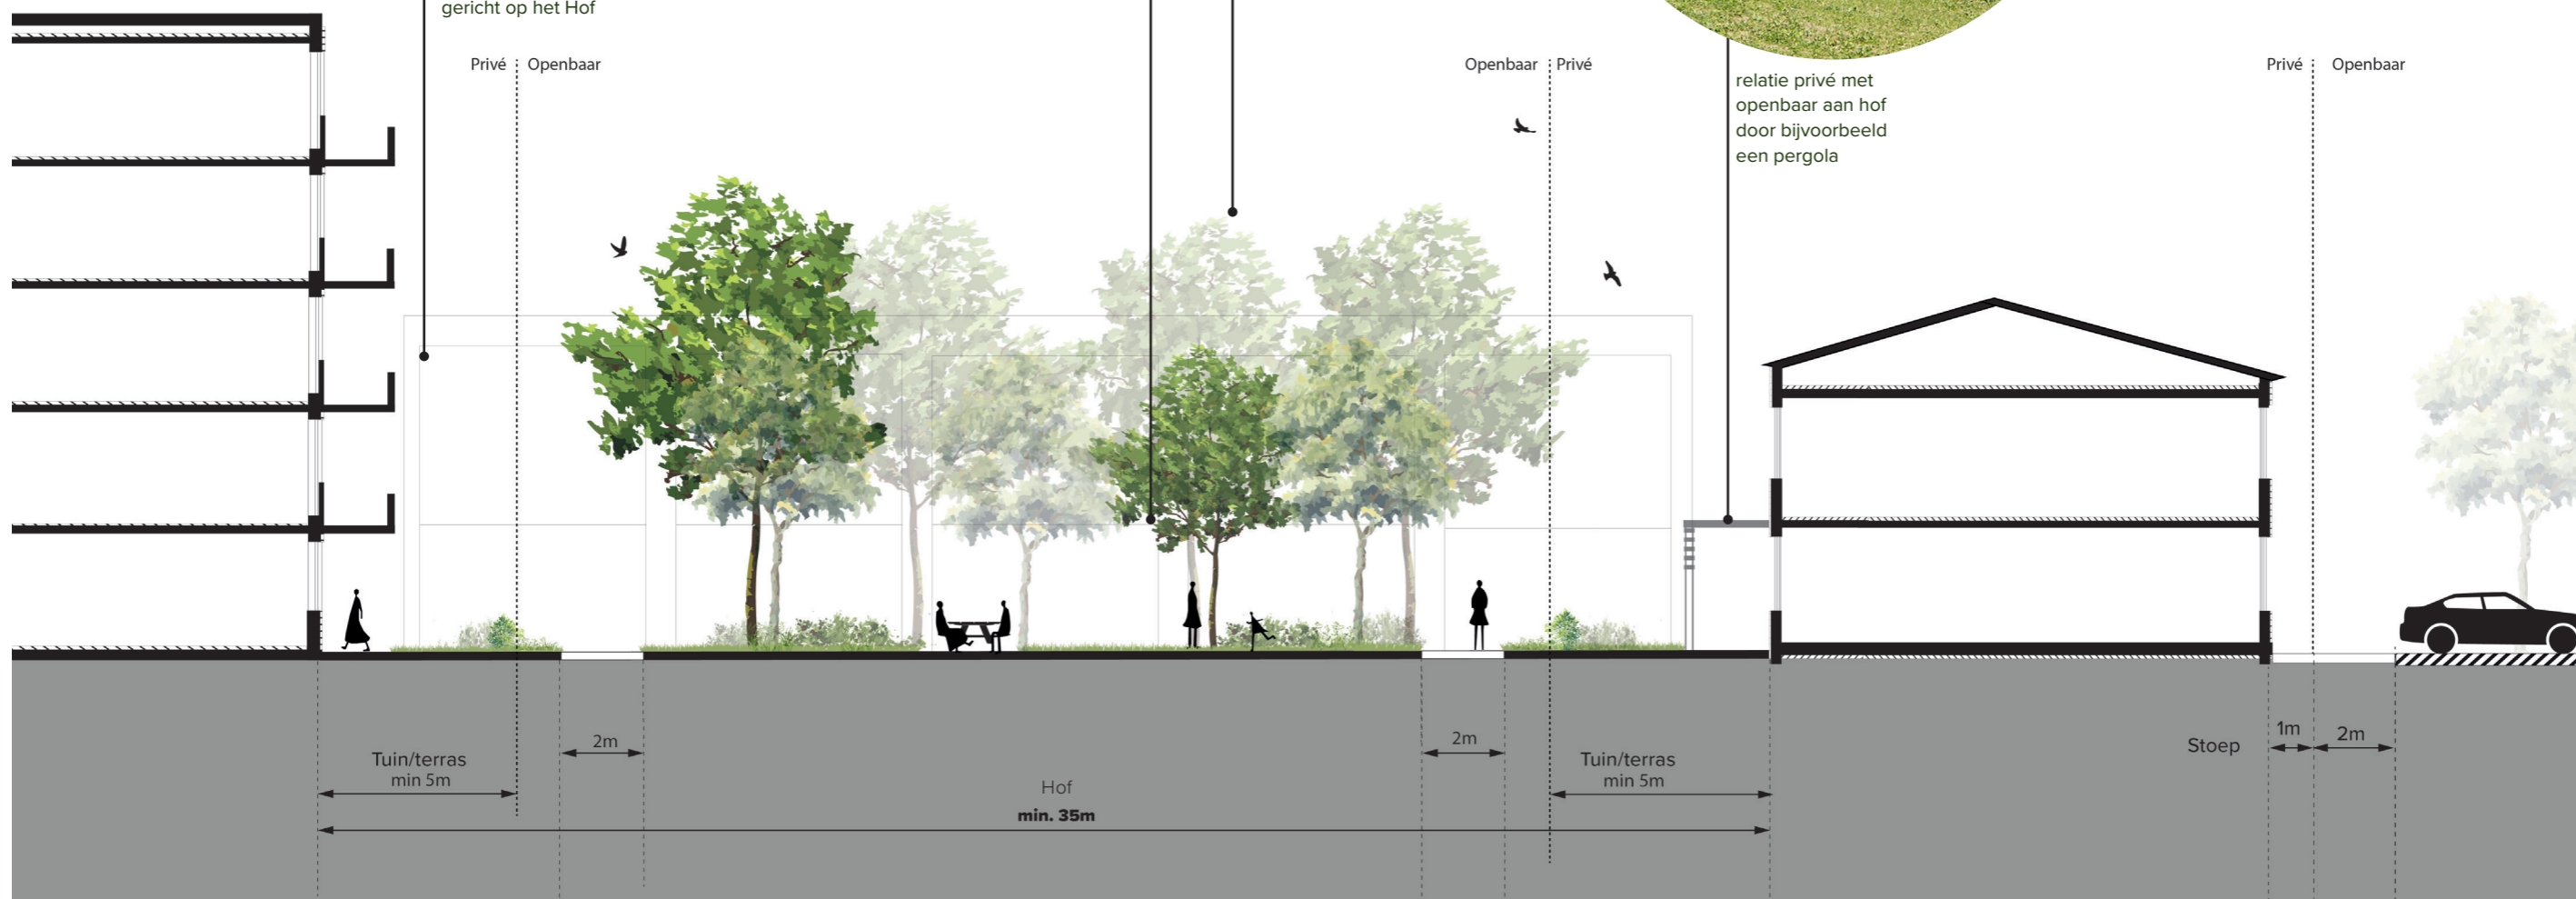 gericht op het Hof
Privé
Openbaar
Openbaar
Privé
Privé
Openbaar
relatie privé met
openbaar aan hof
door bijvoorbeeld
een pergola
Tuin/terras
min 5m
2m
Hof
min. 35m
2m
Tuin/terras
min 5m
Stoep
1m
2m